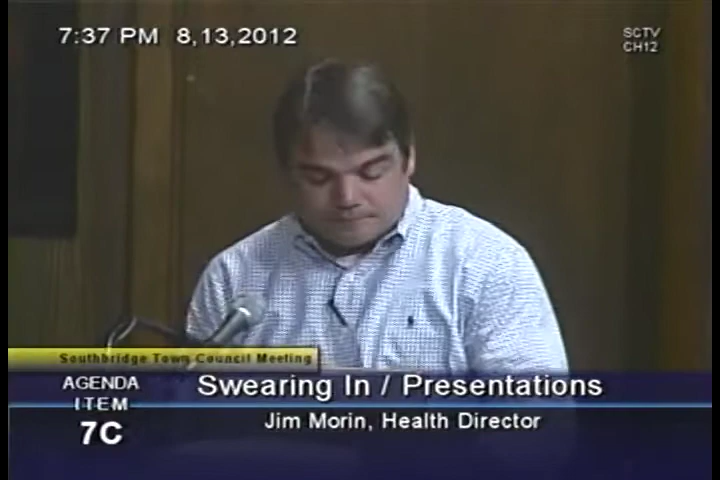 7:37 PM 8,13,2012
SCTV
CH12
Southbridge Town Council Meeting
AGENDA
ITEM
7C
Swearing In / Presentations
Jim Morin, Health Director